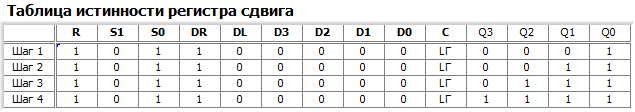 Таблица истинности регистра сдвига
R S1 S0 DR DL D3 D2 D1 D0 C Q3 Q2 Q1 Q0
Шаг 1 1 0 1 1 0 0 0 0 0 ЪГ 0 0 0 1
Шаг 2 1 0 1 1 0 0 0 0 0 ЪГ 0 0 1 1
Шаг 3 1 0 1 1 0 0 0 0 0 ЪГ 0 1 1 1
Шаг 4 1 0 1 1 0 0 0 0 0 ЪГ 1 1 1 1